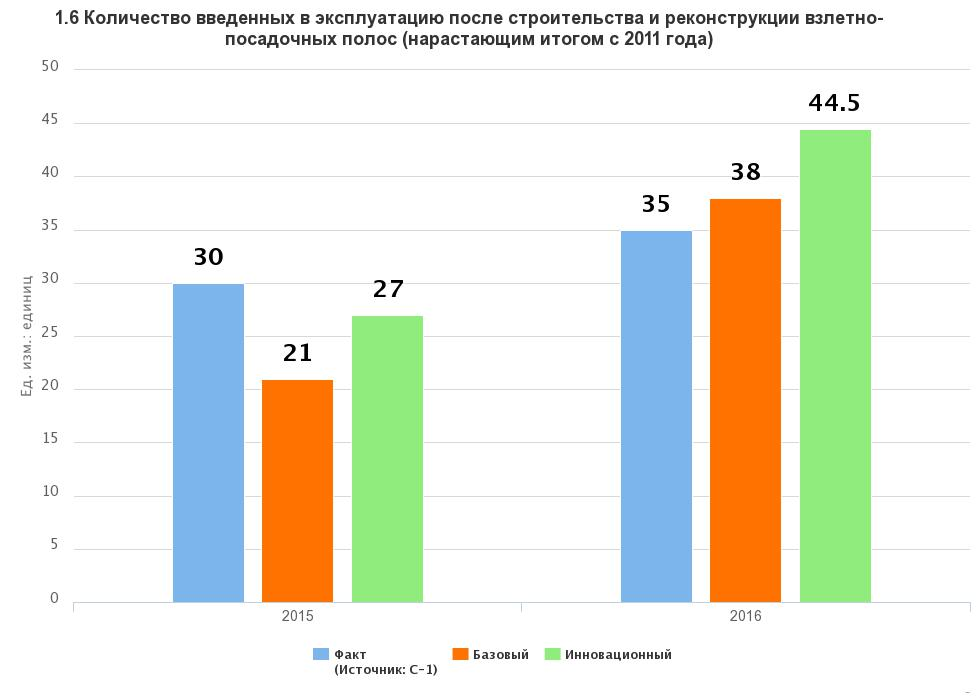 1.6 Количество введенных в эксплуатацию после строительства и реконструкции взлетно-
посадочных полос (нарастающим итогом с 2011 года)
Ед. изм.: единиц
50
45
40
35
30
25
20
15
10
5
0
30
21
27
35
38
44.5
2015
2016
Факт
(Источник: С-1)
Базовый
Инновационный